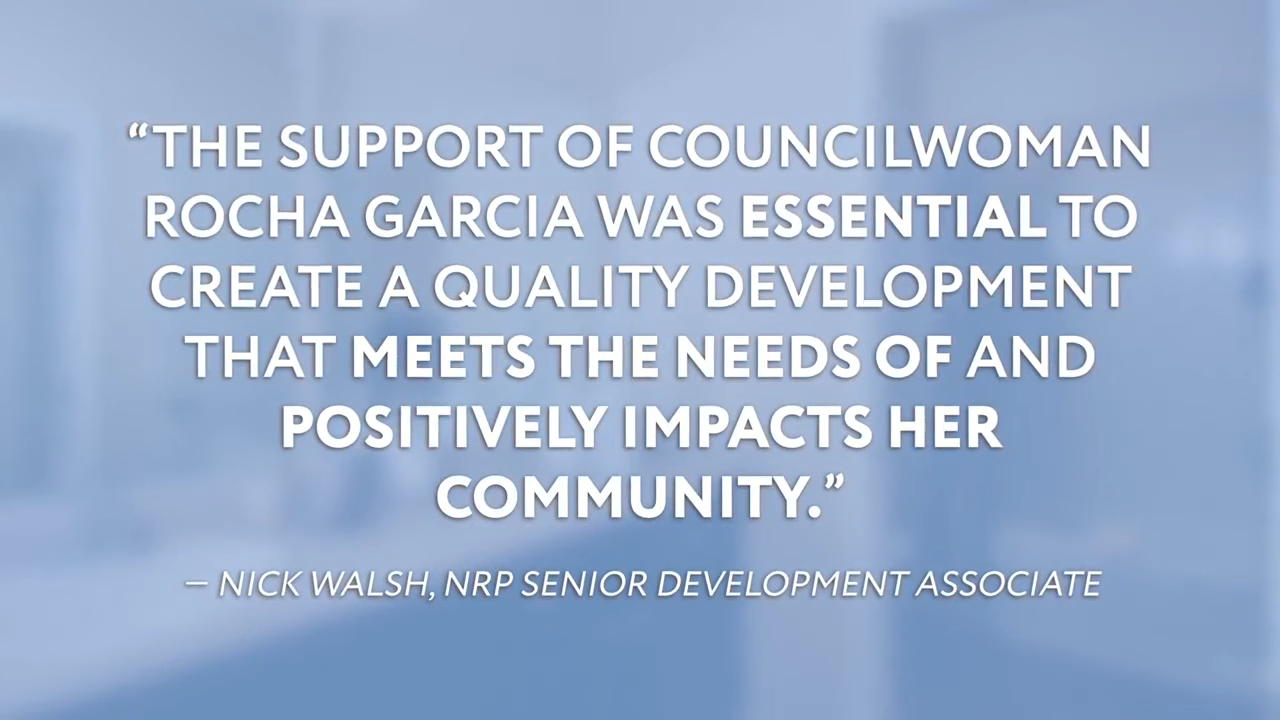 “THE SUPPORT OF COUNCILWOMAN
ROCHA GARCIA WAS ESSENTIAL TO
CREATE A QUALITY DEVELOPMENT
THAT MEETS THE NEEDS OF AND
POSITIVELY IMPACTS HER
COMMUNITY.”
– NICK WALSH, NRP SENIOR DEVELOPMENT ASSOCIATE